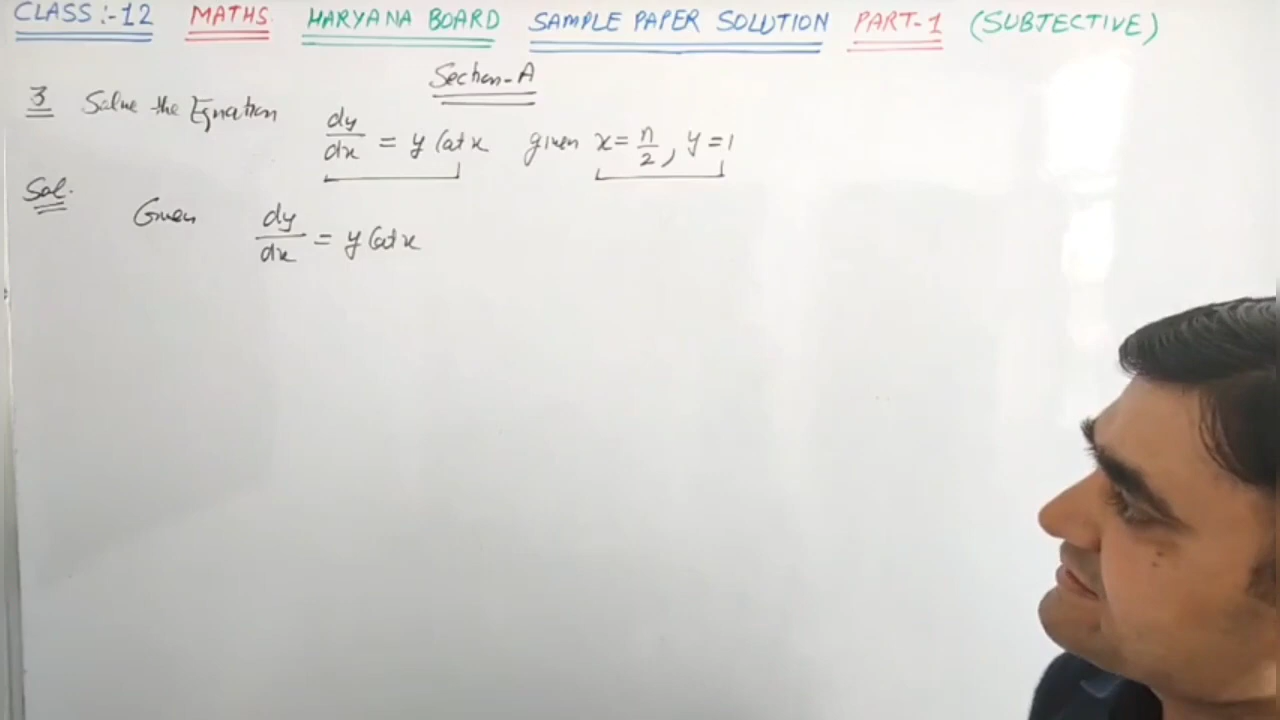 CLASS:-12 MATHS HARYANA BOARD SAMPLE PAPER SOLUTION PART-1 (SUBJECTIVE)
Section-A
3 Solve the Equation dy/dx = y Cot x given x = π/2, y = 1
Sol.
Given dy/dx = y Cot x